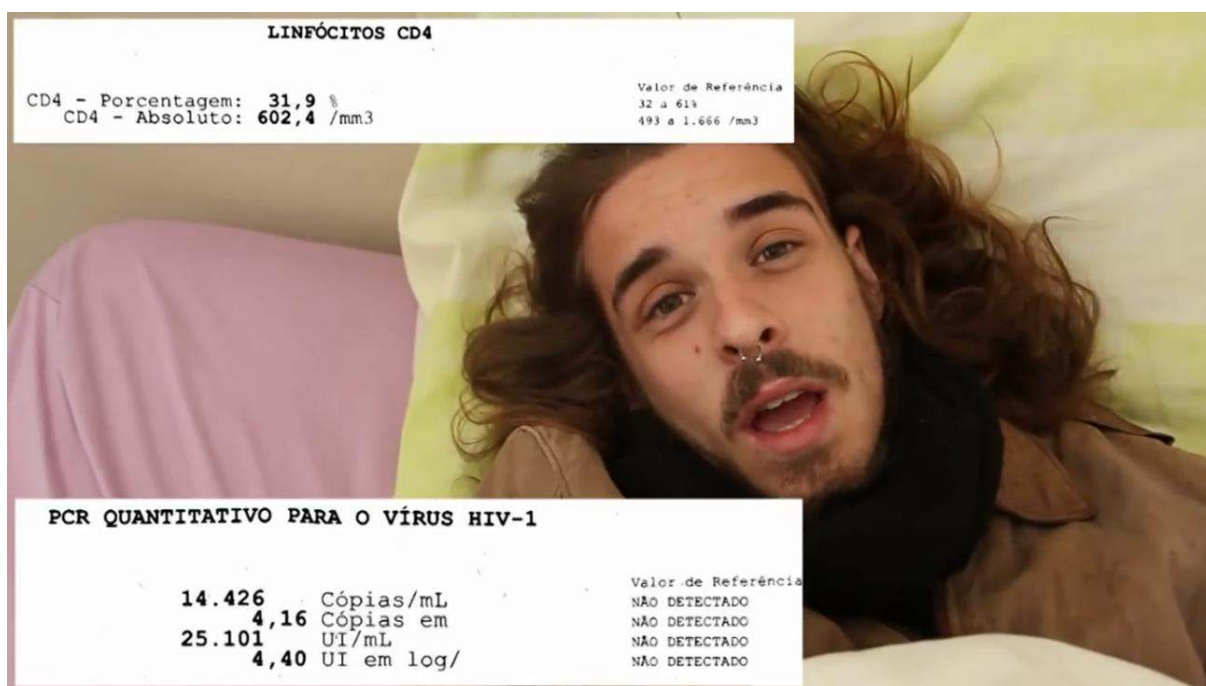 LINFÓCITOS CD4
Valor de Referência
CD4 - Porcentagem: 31,9 % 32 a 61%
CD4 - Absoluto: 602,4 /mm3 493 a 1.666 /mm3
PCR QUANTITATIVO PARA O VÍRUS HIV-1
Valor de Referência
14.426 Cópias/mL NÃO DETECTADO
4,16 Cópias em NÃO DETECTADO
25.101 UI/mL NÃO DETECTADO
4,40 UI em log/ NÃO DETECTADO